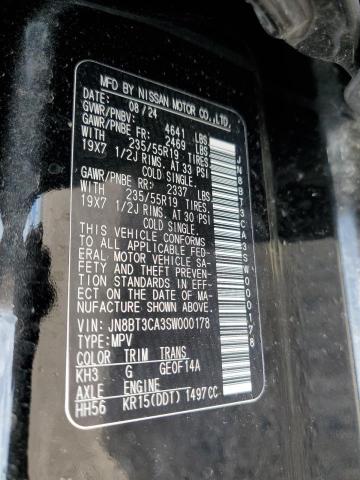 MFD BY NISSAN MOTOR CO.,LTD.
DATE: 08/24
GVWR/PNBV: 4641 LBS
GAWR/PNBE FR: 2469 LBS
WITH 235/55R19 TIRES
19X7 1/2J RIMS. AT 33 PSI
COLD SINGLE.
GAWR/PNBE RR: 2337 LBS
WITH 235/55R19 TIRES
19X7 1/2J RIMS. AT 30 PSI
COLD SINGLE.
THIS VEHICLE CONFORMS
TO ALL APPLICABLE FED-
ERAL MOTOR VEHICLE SA-
FETY AND THEFT PREVEN-
TION STANDARDS IN EFF-
ECT ON THE DATE OF MA-
NUFACTURE SHOWN ABOVE.
VIN: JN8BT3CA3SW000178
TYPE: MPV
COLOR TRIM TRANS
KH3 G GE0F14A
AXLE ENGINE
HH56 KR15(DDT) 1497CC
JN8BT3CA3SW000178